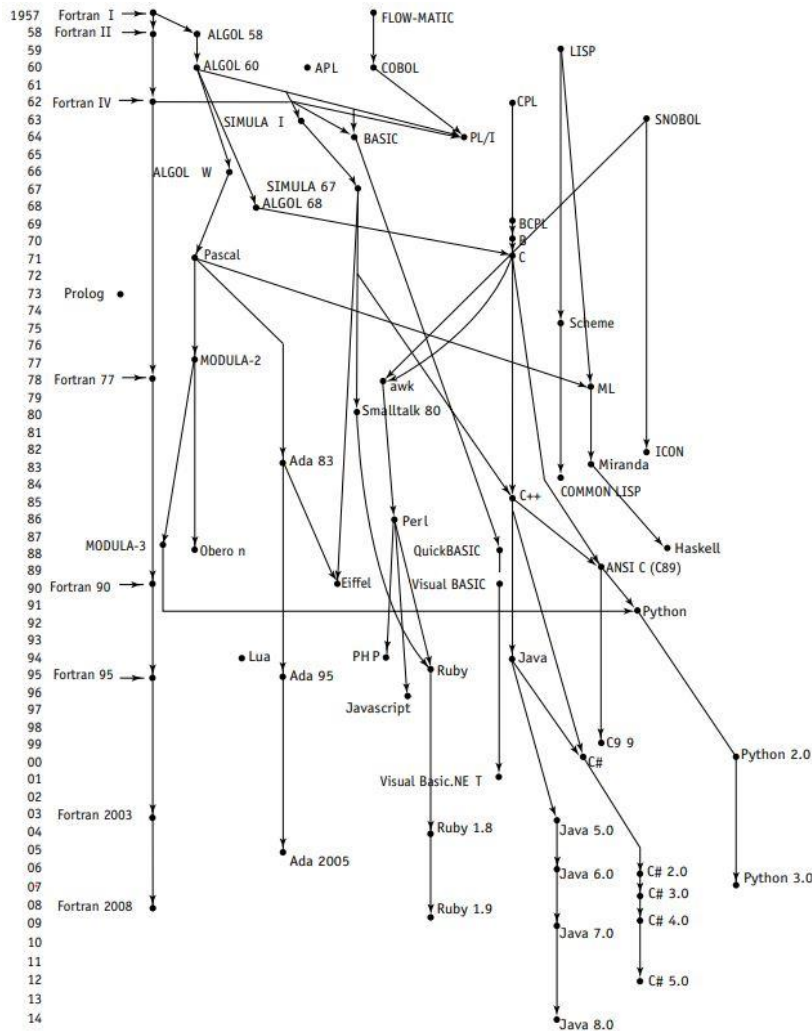 1957 Fortran I FLOW-MATIC
58 Fortran II ALGOL 58
59 LISP
60 ALGOL 60 APL COBOL
61
62 Fortran IV CPL
63 SIMULA I SNOBOL
64 BASIC PL/I
65
66 ALGOL W
67 SIMULA 67
68 ALGOL 68
69 BCPL
70 B
71 Pascal C
72
73 Prolog
74
75 Scheme
76
77 MODULA-2
78 Fortran 77 awk ML
79
80 Smalltalk 80
81
82 ICON
83 Ada 83 Miranda
84 COMMON LISP
85 C++
86 Perl
87 MODULA-3 Haskell
88 Obero n QuickBASIC
89 ANSI C (C89)
90 Fortran 90 Eiffel Visual BASIC
91 Python
92
93
94 Lua PH P Java
95 Fortran 95 Ada 95 Ruby
96 Javascript
97
98
99 C9 9
00 C# Python 2.0
01 Visual Basic.NE T
02
03 Fortran 2003 Java 5.0
04 Ruby 1.8
05 Ada 2005
06 Java 6.0 C# 2.0
07 C# 3.0 Python 3.0
08 Fortran 2008 Ruby 1.9
09 Java 7.0 C# 4.0
10
11
12 C# 5.0
13
14 Java 8.0